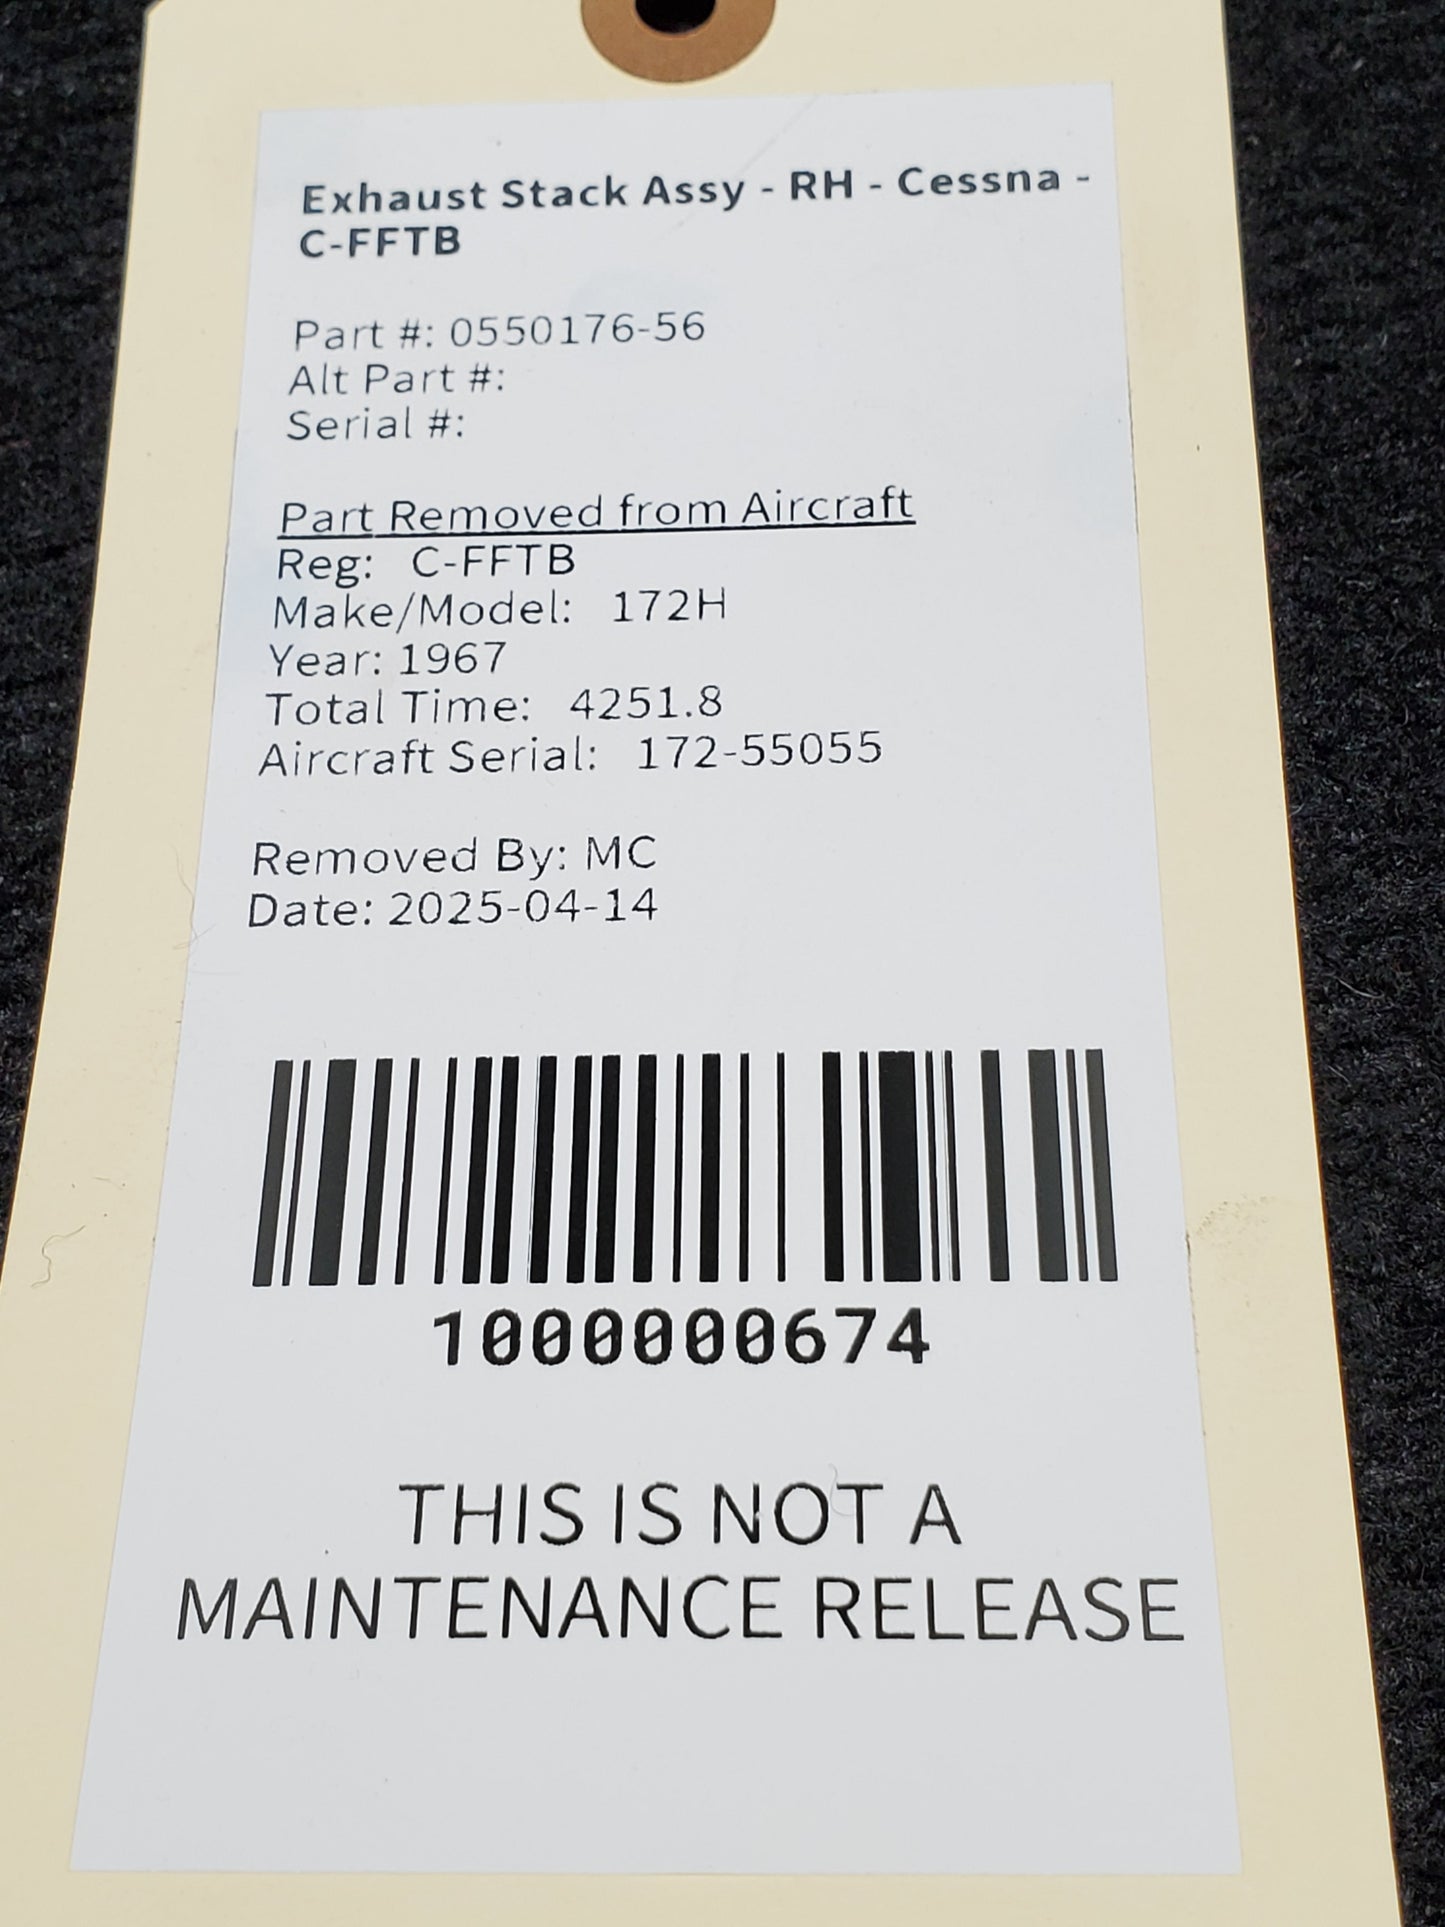 Exhaust Stack Assy - RH - Cessna -
C-FFTB
Part #: 0550176-56
Alt Part #:
Serial #:
Part Removed from Aircraft
Reg: C-FFTB
Make/Model: 172H
Year: 1967
Total Time: 4251.8
Aircraft Serial: 172-55055
Removed By: MC
Date: 2025-04-14
1000000674
THIS IS NOT A
MAINTENANCE RELEASE